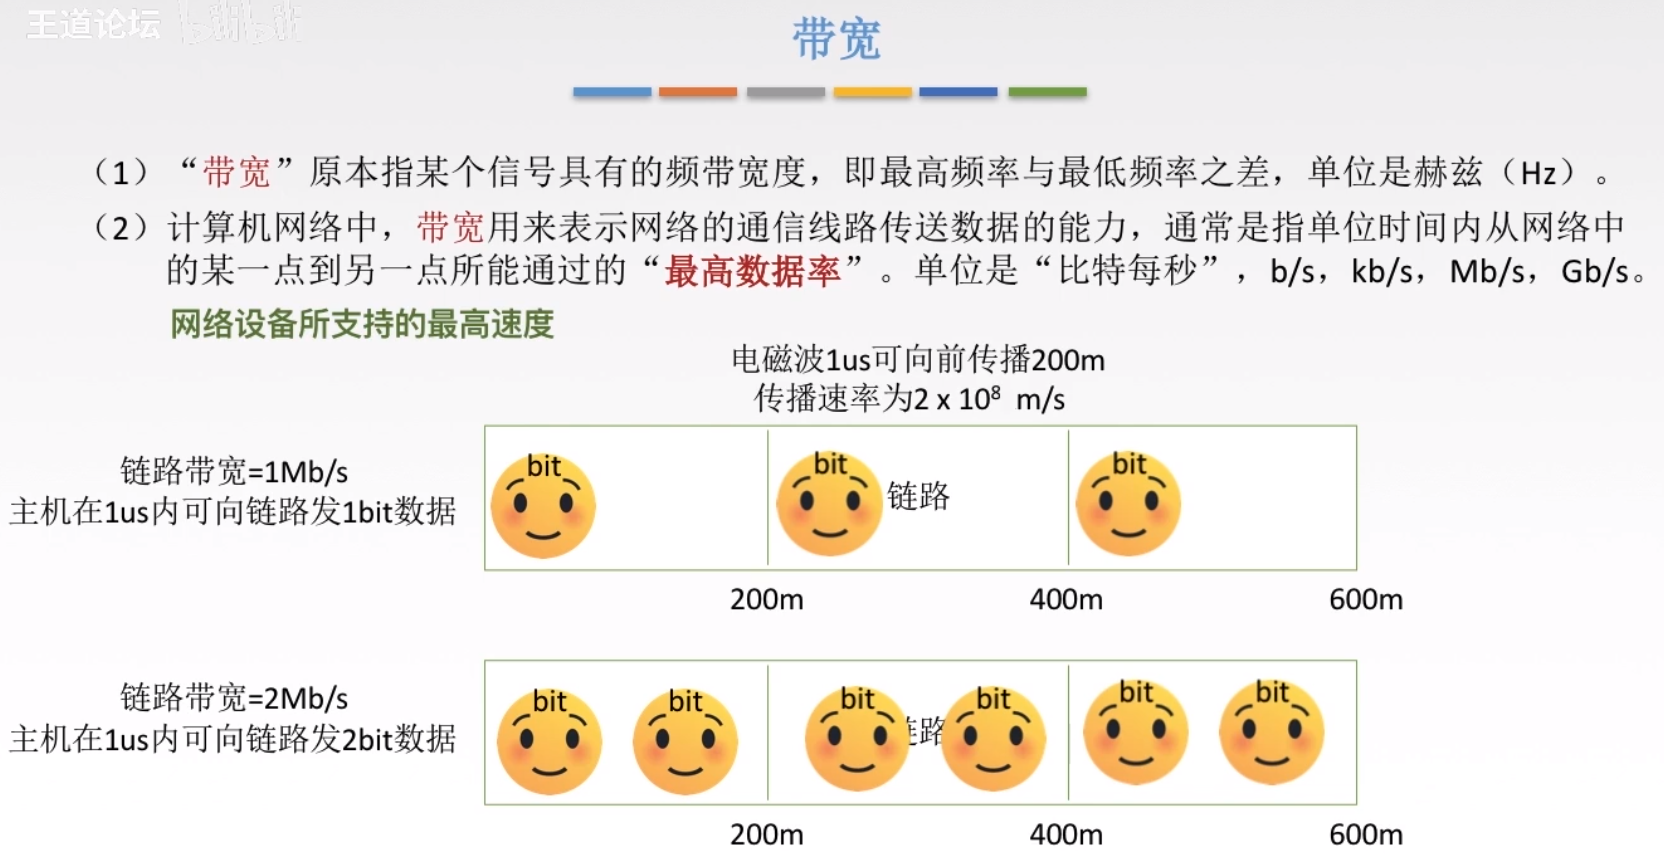 王道论坛 bilibili
带宽
（1）“带宽”原本指某个信号具有的频带宽度，即最高频率与最低频率之差，单位是赫兹（Hz）。
（2）计算机网络中，带宽用来表示网络的通信线路传送数据的能力，通常是指单位时间内从网络中
的某一点到另一点所能通过的“最高数据率”。单位是“比特每秒”，b/s，kb/s，Mb/s，Gb/s。
网络设备所支持的最高速度
电磁波1us可向前传播200m
传播速率为2 x 10⁸ m/s
链路带宽=1Mb/s
主机在1us内可向链路发1bit数据
bit bit bit
链路
200m 400m 600m
链路带宽=2Mb/s
主机在1us内可向链路发2bit数据
bit bit bit bit bit bit
路
200m 400m 600m